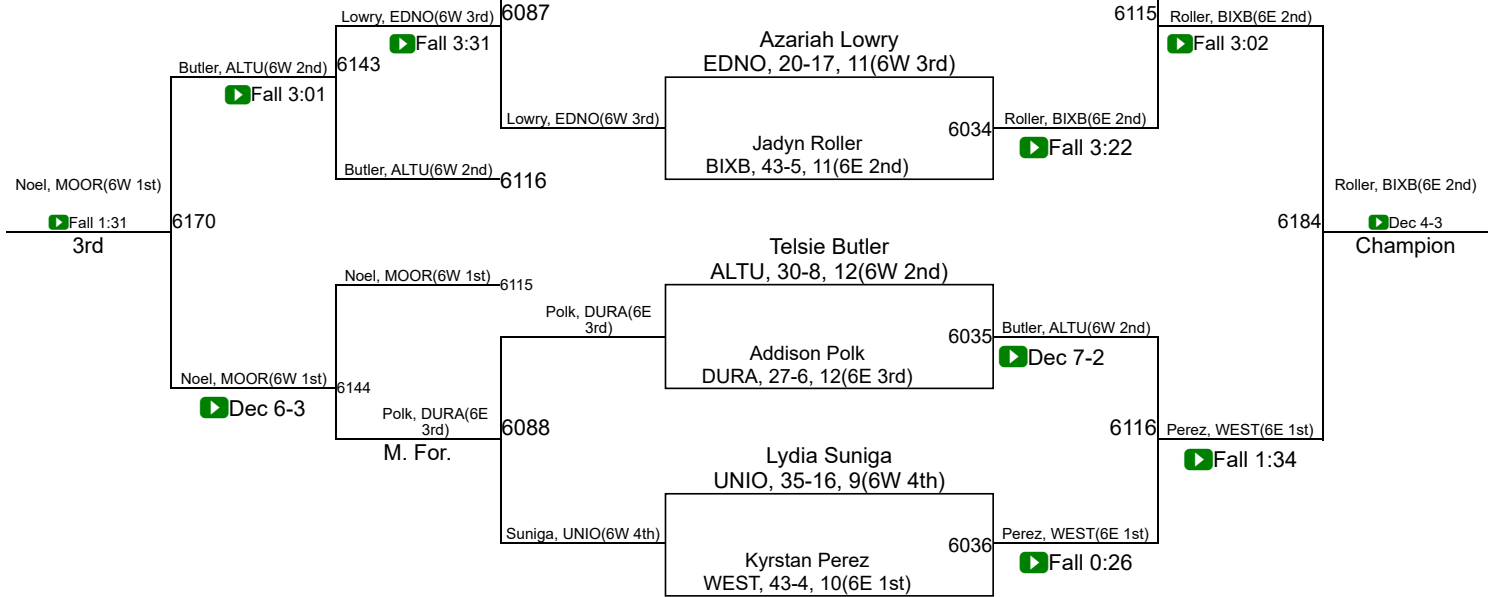 Lowry, EDNO(6W 3rd)
6087
6115
Roller, BIXB(6E 2nd)
Fall 3:31
Azariah Lowry
EDNO, 20-17, 11(6W 3rd)
Fall 3:02
Butler, ALTU(6W 2nd)
6143
Fall 3:01
Lowry, EDNO(6W 3rd)
6034
Roller, BIXB(6E 2nd)
Jadyn Roller
BIXB, 43-5, 11(6E 2nd)
Fall 3:22
Butler, ALTU(6W 2nd)
6116
Noel, MOOR(6W 1st)
Roller, BIXB(6E 2nd)
Fall 1:31
6170
6184
Dec 4-3
3rd
Champion
Telsie Butler
ALTU, 30-8, 12(6W 2nd)
Noel, MOOR(6W 1st)
6115
Polk, DURA(6E
3rd)
6035
Butler, ALTU(6W 2nd)
Addison Polk
DURA, 27-6, 12(6E 3rd)
Dec 7-2
Noel, MOOR(6W 1st)
6144
Dec 6-3
Polk, DURA(6E
3rd)
6088
6116
Perez, WEST(6E 1st)
M. For.
Lydia Suniga
UNIO, 35-16, 9(6W 4th)
Fall 1:34
Suniga, UNIO(6W 4th)
6036
Perez, WEST(6E 1st)
Kyrstan Perez
WEST, 43-4, 10(6E 1st)
Fall 0:26